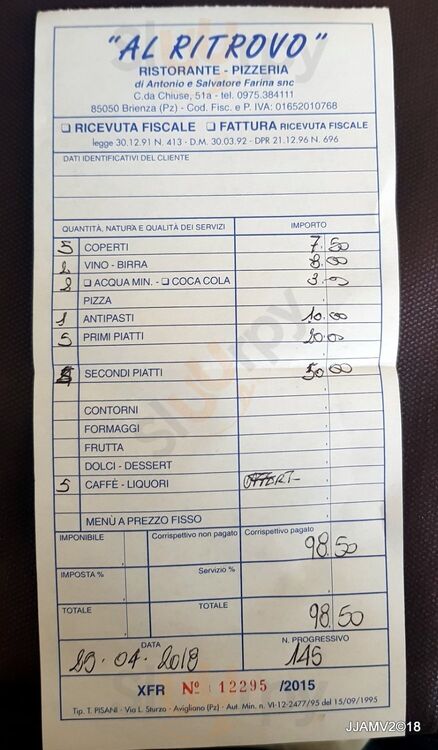 "AL RITROVO"
RISTORANTE - PIZZERIA
di Antonio e Salvatore Farina snc
C.da Chiuse, 51a - tel. 0975.384111
85050 Brienza (Pz) - Cod. Fisc. e P. IVA: 01652010768
❑ RICEVUTA FISCALE ❑ FATTURA RICEVUTA FISCALE
legge 30.12.91 N. 413 - D.M. 30.03.92 - DPR 21.12.96 N. 696
DATI IDENTIFICATIVI DEL CLIENTE
QUANTITÀ, NATURA E QUALITÀ DEI SERVIZI IMPORTO
5 COPERTI 7.50
2 VINO - BIRRA 8.00
2 ❑ ACQUA MIN. - ❑ COCA COLA 3.00
PIZZA
1 ANTIPASTI 10.00
5 PRIMI PIATTI 20.00
SECONDI PIATTI 50.00
CONTORNI
FORMAGGI
FRUTTA
DOLCI - DESSERT
5 CAFFÈ - LIQUORI OFFERTI
MENÙ A PREZZO FISSO
IMPONIBILE Corrispettivo non pagato Corrispettivo pagato
98.50
IMPOSTA % Servizio %
TOTALE TOTALE 98.50
DATA N. PROGRESSIVO
29-04-2018 145
XFR Nº 12295 /2015
Tip. T. PISANI - Via L. Sturzo - Avigliano (Pz) - Aut. Min. n. VI-12-2477/95 del 15/09/1995
slurrpy
JJAMV2©18